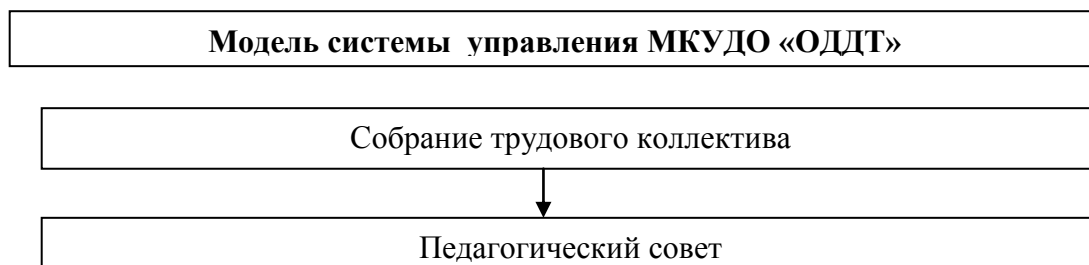 Модель системы управления МКУДО «ОДДТ»
Собрание трудового коллектива
Педагогический совет